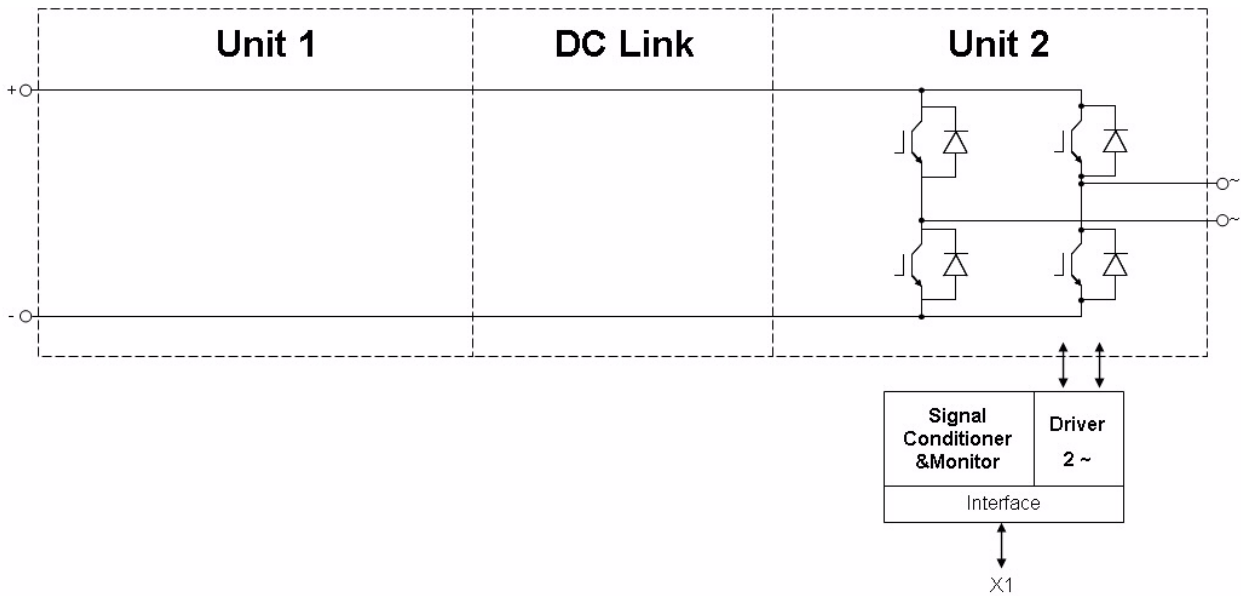 Unit 1
DC Link
Unit 2
+
~
~
-
Signal
Conditioner
&Monitor
Driver
2 ~
Interface
X1